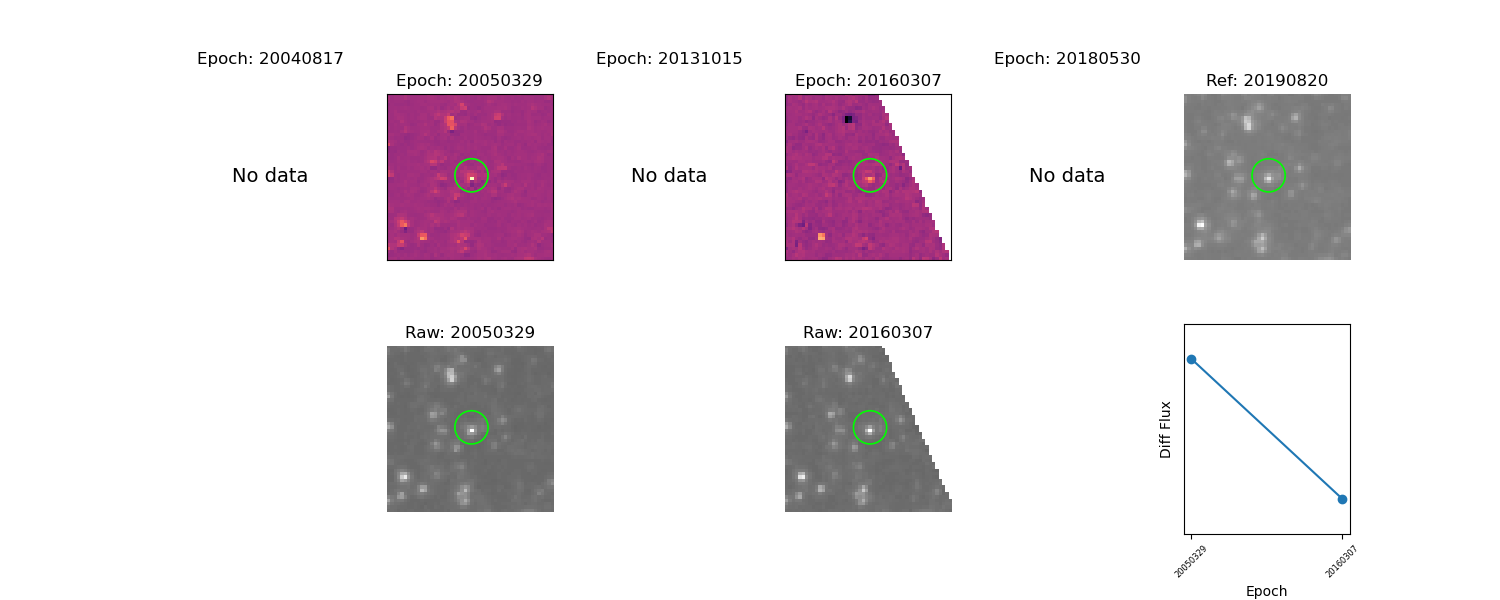 Epoch: 20040817
Epoch: 20131015
Epoch: 20180530
Epoch: 20050329
Epoch: 20160307
Ref: 20190820
No data
No data
No data
Raw: 20050329
Raw: 20160307
Diff Flux
20050329
20160307
Epoch